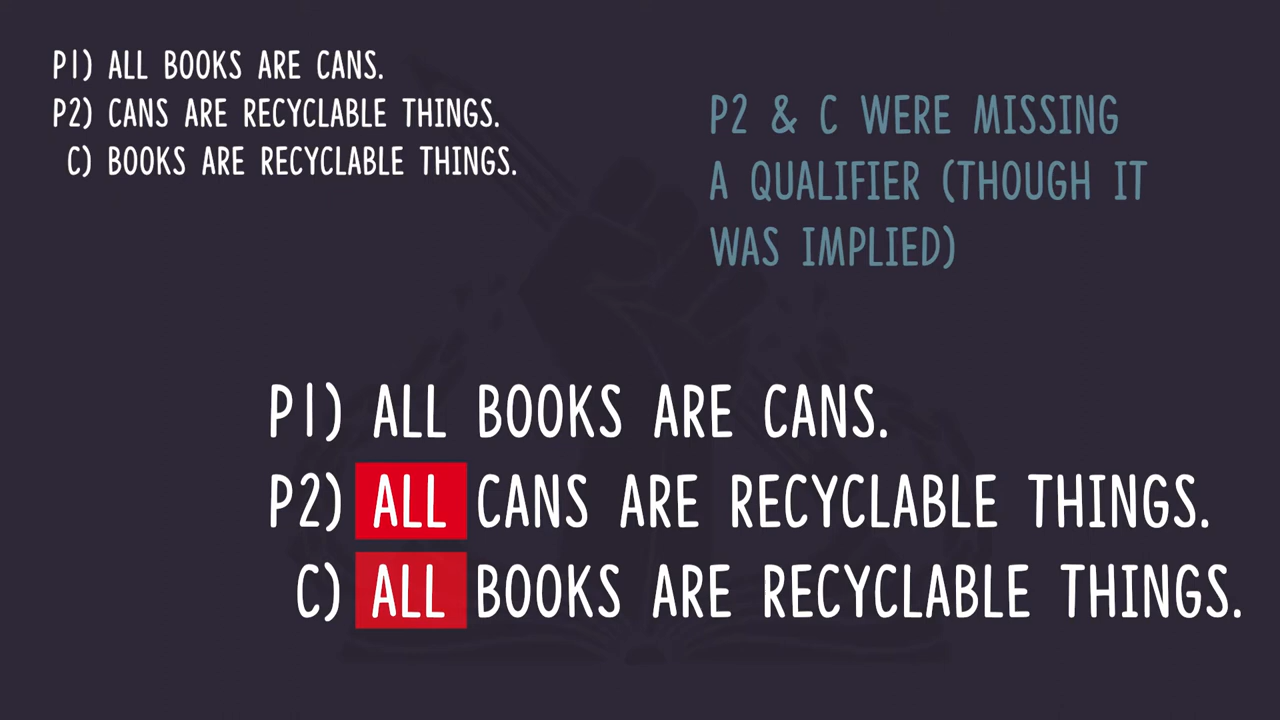 P1) ALL BOOKS ARE CANS.
P2) CANS ARE RECYCLABLE THINGS.
C) BOOKS ARE RECYCLABLE THINGS.
P2 & C WERE MISSING
A QUALIFIER (THOUGH IT
WAS IMPLIED)
P1) ALL BOOKS ARE CANS.
P2) ALL CANS ARE RECYCLABLE THINGS.
C) ALL BOOKS ARE RECYCLABLE THINGS.